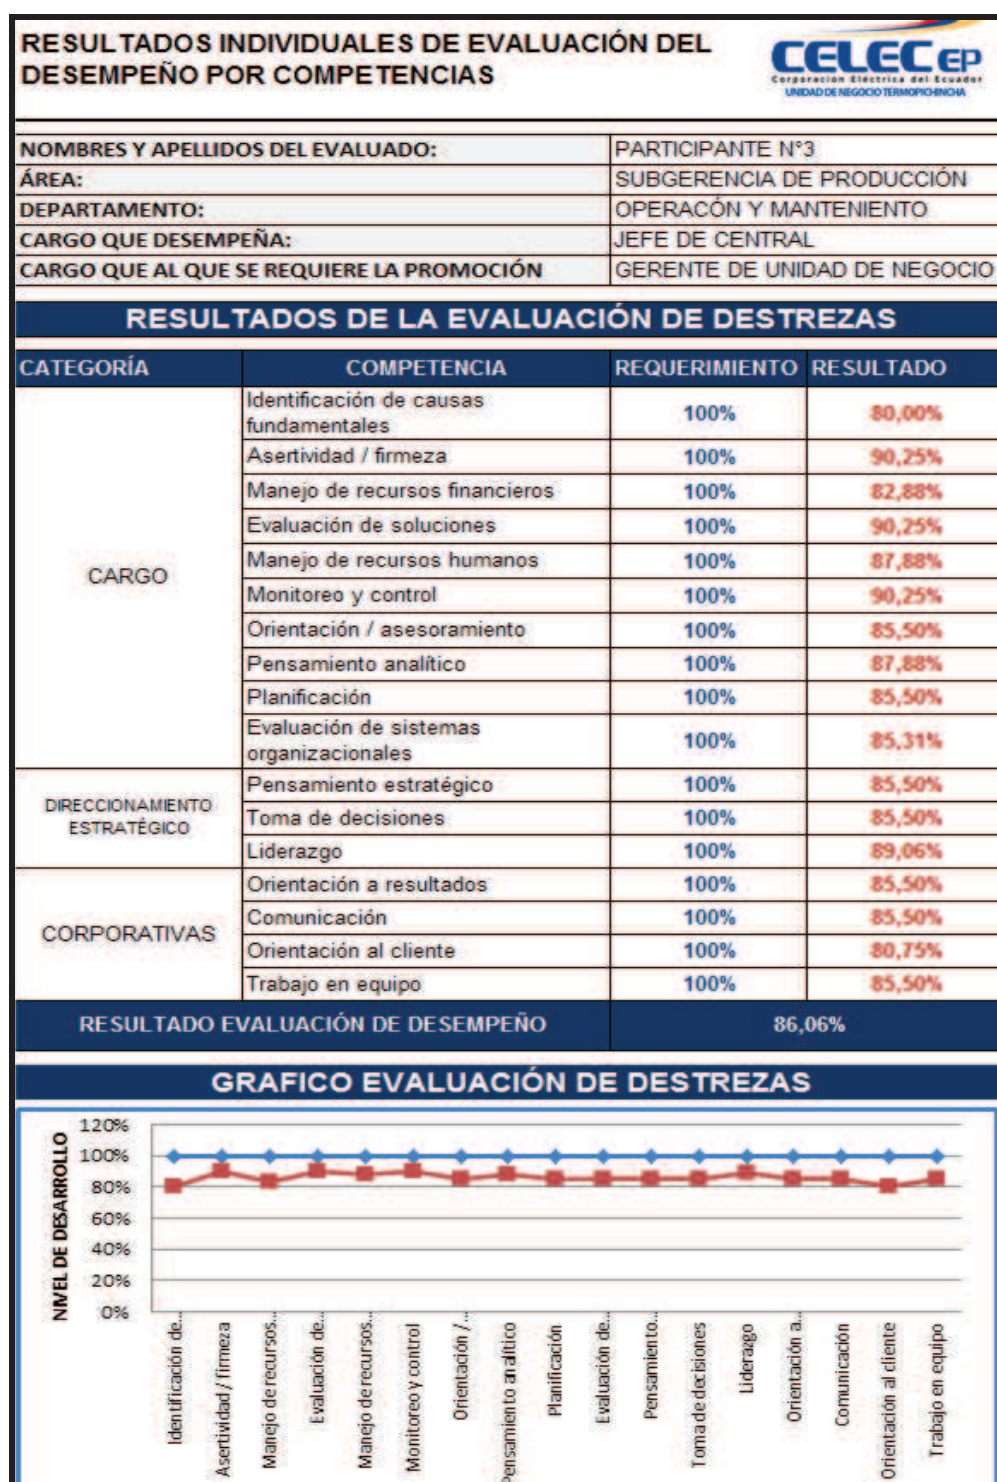 RESULTADOS INDIVIDUALES DE EVALUACIÓN DEL
DESEMPEÑO POR COMPETENCIAS
CELEC EP
Corporación Eléctrica del Ecuador
UNIDAD DE NEGOCIO TERMOPICHINCHA
NOMBRES Y APELLIDOS DEL EVALUADO: PARTICIPANTE N°3
ÁREA: SUBGERENCIA DE PRODUCCIÓN
DEPARTAMENTO: OPERACÓN Y MANTENIENTO
CARGO QUE DESEMPEÑA: JEFE DE CENTRAL
CARGO QUE AL QUE SE REQUIERE LA PROMOCIÓN GERENTE DE UNIDAD DE NEGOCIO
RESULTADOS DE LA EVALUACIÓN DE DESTREZAS
CATEGORÍA COMPETENCIA REQUERIMIENTO RESULTADO
CARGO
Identificación de causas
fundamentales 100% 80,00%
Asertividad / firmeza 100% 90,25%
Manejo de recursos financieros 100% 82,88%
Evaluación de soluciones 100% 90,25%
Manejo de recursos humanos 100% 87,88%
Monitoreo y control 100% 90,25%
Orientación / asesoramiento 100% 85,50%
Pensamiento analítico 100% 87,88%
Planificación 100% 85,50%
Evaluación de sistemas
organizacionales 100% 85,31%
DIRECCIONAMIENTO
ESTRATÉGICO
Pensamiento estratégico 100% 85,50%
Toma de decisiones 100% 85,50%
Liderazgo 100% 89,06%
CORPORATIVAS
Orientación a resultados 100% 85,50%
Comunicación 100% 85,50%
Orientación al cliente 100% 80,75%
Trabajo en equipo 100% 85,50%
RESULTADO EVALUACIÓN DE DESEMPEÑO 86,06%
GRAFICO EVALUACIÓN DE DESTREZAS
NIVEL DE DESARROLLO
120%
100%
80%
60%
40%
20%
0%
Identificación de...
Asertividad / firmeza
Manejo de recursos...
Evaluación de...
Manejo de recursos...
Monitoreo y control
Orientación /...
Pensamiento analítico
Planificación
Evaluación de...
Pensamiento...
Toma de decisiones
Liderazgo
Orientación a...
Comunicación
Orientación al cliente
Trabajo en equipo